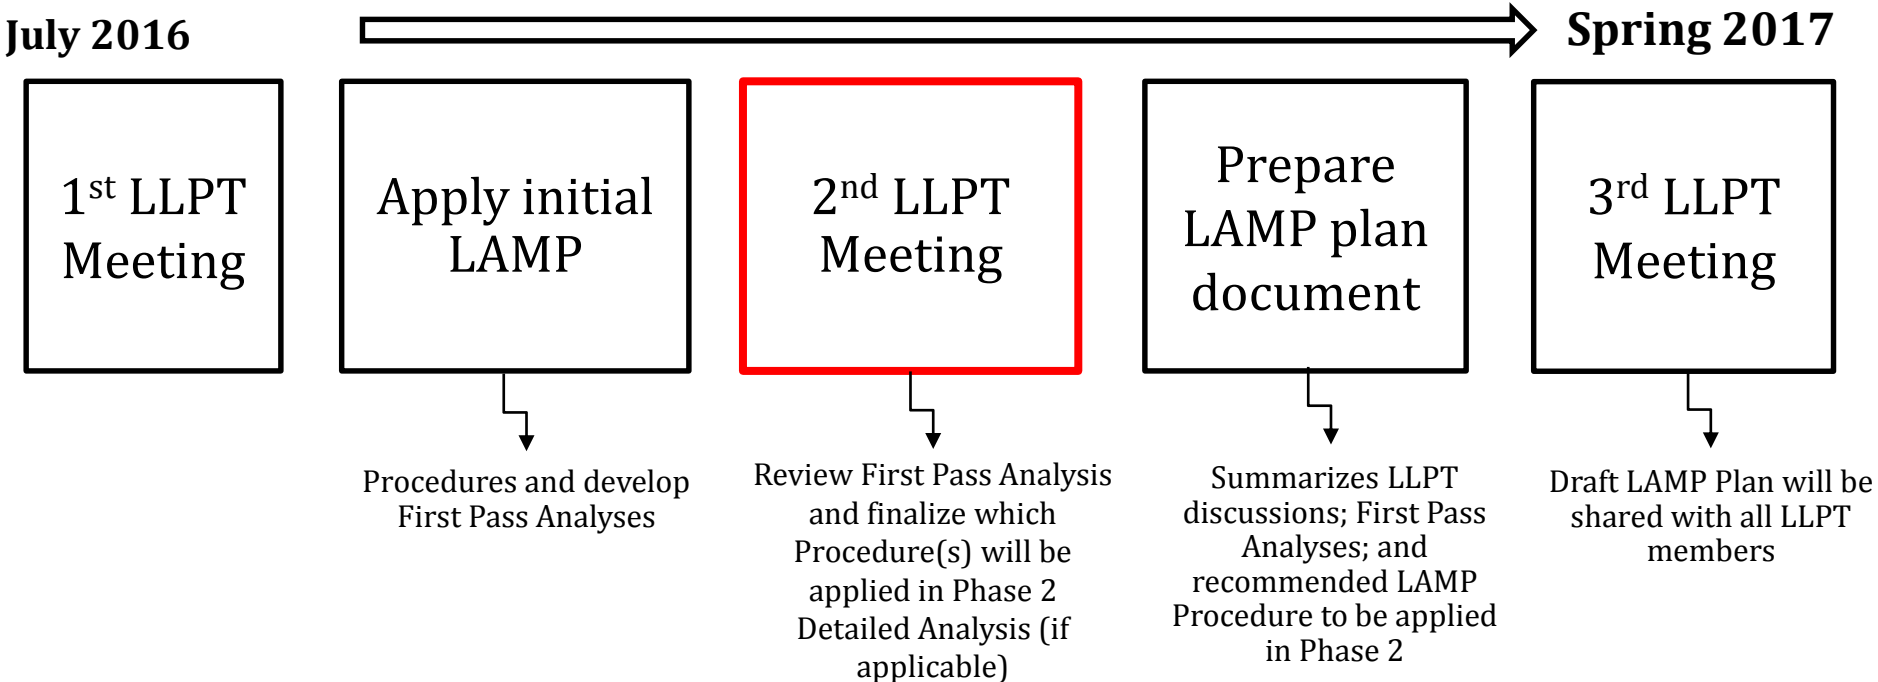 July 2016
Spring 2017
1st LLPT
Meeting
Apply initial
LAMP
2nd LLPT
Meeting
Prepare
LAMP plan
document
3rd LLPT
Meeting
Procedures and develop
First Pass Analyses
Review First Pass Analysis
and finalize which
Procedure(s) will be
applied in Phase 2
Detailed Analysis (if
applicable)
Summarizes LLPT
discussions; First Pass
Analyses; and
recommended LAMP
Procedure to be applied
in Phase 2
Draft LAMP Plan will be
shared with all LLPT
members